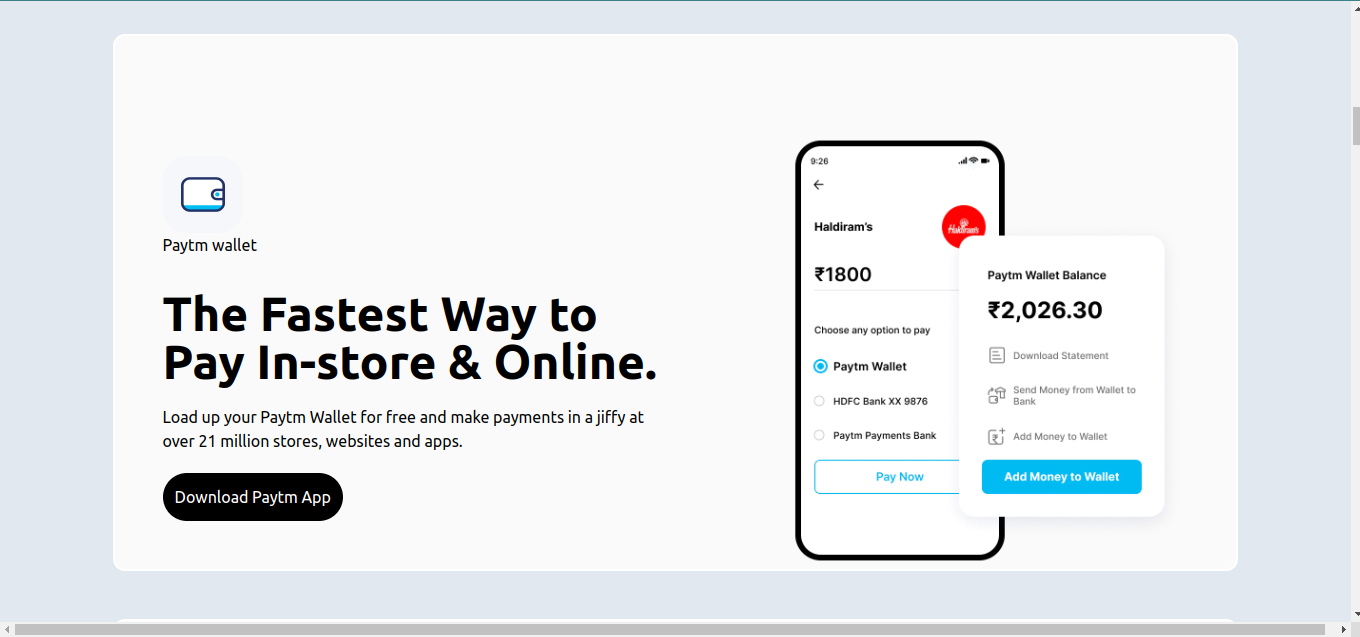 Paytm wallet
The Fastest Way to
Pay In-store & Online.
Load up your Paytm Wallet for free and make payments in a jiffy at
over 21 million stores, websites and apps.
Download Paytm App
9:26
Haldiram's
Haldiram's
₹1800
Choose any option to pay
Paytm Wallet
HDFC Bank XX 9876
Paytm Payments Bank
Pay Now
Paytm Wallet Balance
₹2,026.30
Download Statement
Send Money from Wallet to
Bank
Add Money to Wallet
Add Money to Wallet